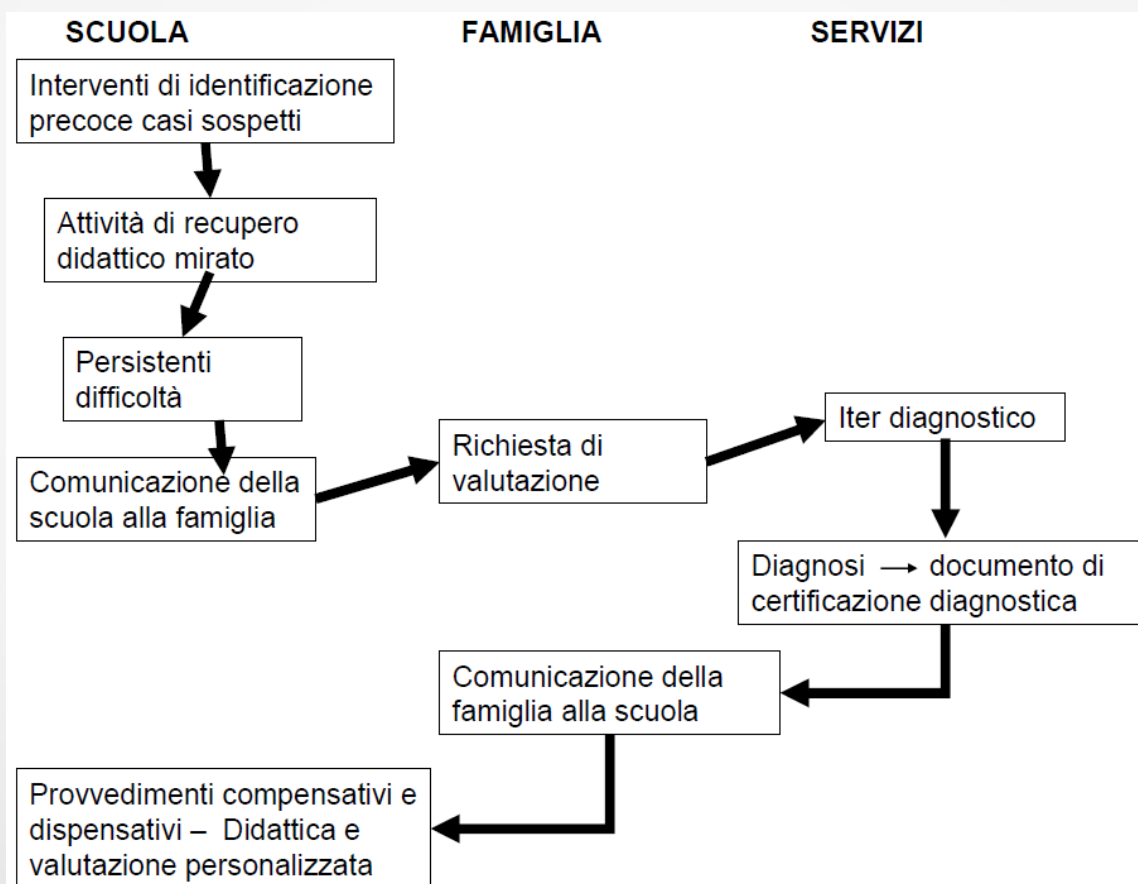 SCUOLA FAMIGLIA SERVIZI
Interventi di identificazione
precoce casi sospetti
Attività di recupero
didattico mirato
Persistenti
difficoltà
Comunicazione della
scuola alla famiglia
Richiesta di
valutazione
Iter diagnostico
Diagnosi → documento di
certificazione diagnostica
Comunicazione della
famiglia alla scuola
Provvedimenti compensativi e
dispensativi – Didattica e
valutazione personalizzata